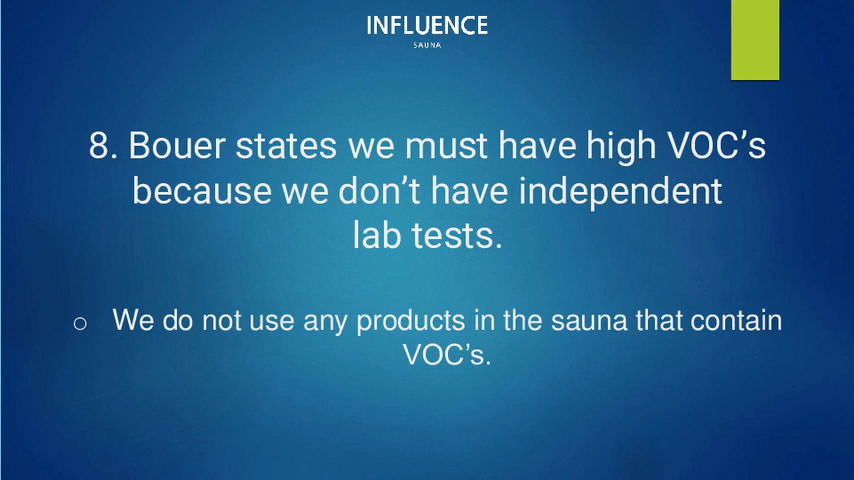 INFLUENCE
SAUNA
8. Bouer states we must have high VOC’s
because we don’t have independent
lab tests.
o We do not use any products in the sauna that contain
VOC’s.